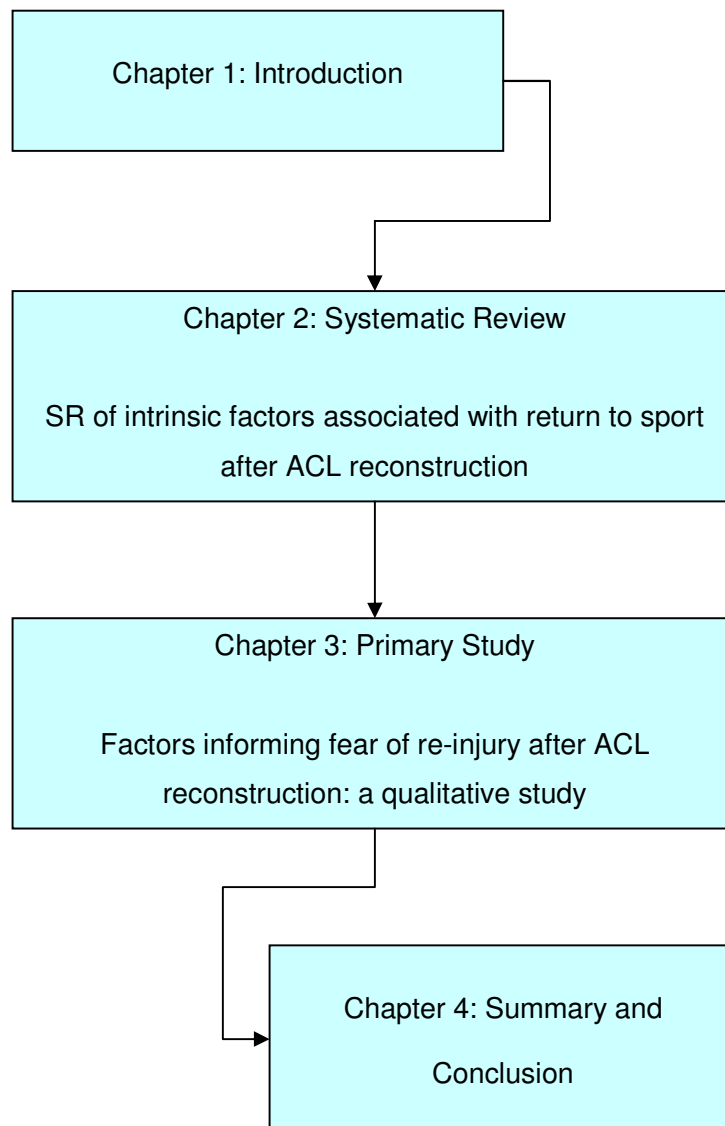 Chapter 1: Introduction
Chapter 2: Systematic Review
SR of intrinsic factors associated with return to sport
after ACL reconstruction
Chapter 3: Primary Study
Factors informing fear of re-injury after ACL
reconstruction: a qualitative study
Chapter 4: Summary and
Conclusion